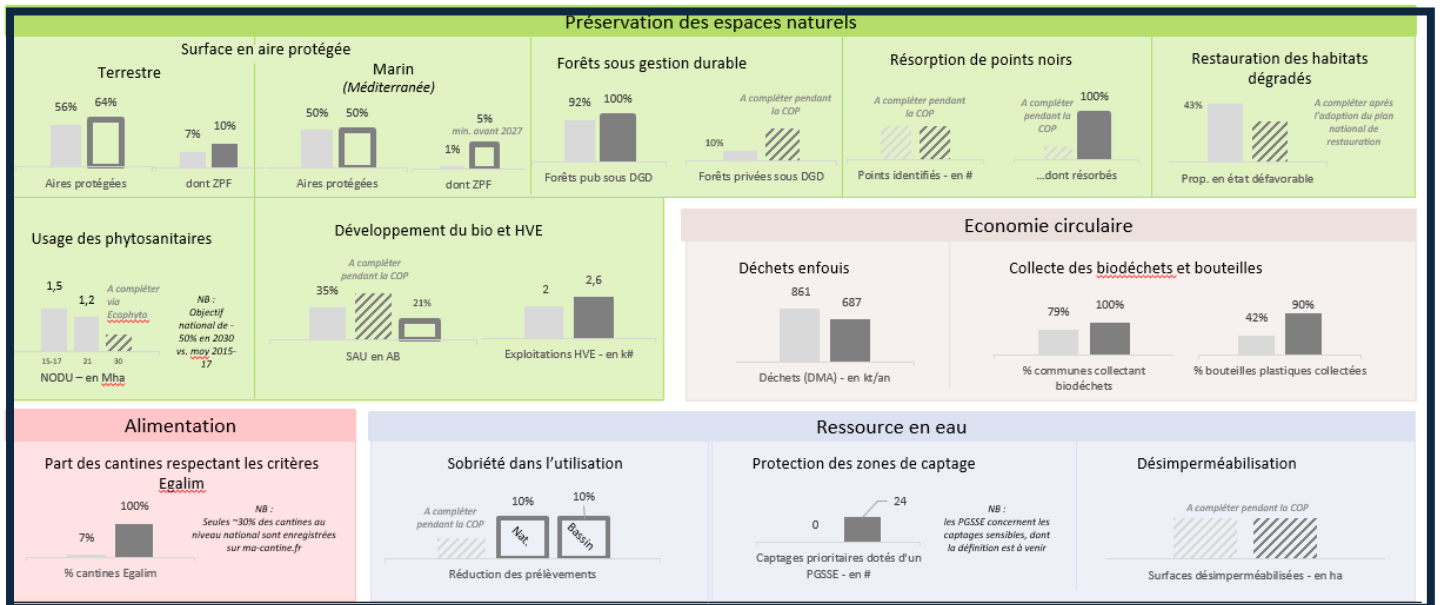 Préservation des espaces naturels
Surface en aire protégée
Terrestre
56%
64%
Aires protégées
7%
10%
dont ZPF
Marin
(Méditerranée)
50%
50%
Aires protégées
5%
min. avant 2027
1%
dont ZPF
Forêts sous gestion durable
92%
100%
Forêts pub sous DGD
A compléter pendant
la COP
10%
Forêts privées sous DGD
Résorption de points noirs
A compléter pendant
la COP
Points identifiés - en #
A compléter
pendant la
COP
100%
...dont résorbés
Restauration des habitats
dégradés
43%
A compléter après
l'adoption du plan
national de
restauration
Prop. en état défavorable
Usage des phytosanitaires
1,5
1,2
A compléter
via
Ecophyto
15-17
21
30
NODU – en Mha
NB :
Objectif
national de -
50% en 2030
vs. moy 2015-
17
Développement du bio et HVE
A compléter
pendant la COP
35%
21%
SAU en AB
2
2,6
Exploitations HVE - en k#
Economie circulaire
Déchets enfouis
861
687
Déchets (DMA) - en kt/an
Collecte des biodéchets et bouteilles
79%
100%
% communes collectant
biodéchets
42%
90%
% bouteilles plastiques collectées
Alimentation
Part des cantines respectant les critères
Egalim
7%
100%
% cantines Egalim
NB :
Seules ~30% des cantines au
niveau national sont enregistrées
sur ma-cantine.fr
Ressource en eau
Sobriété dans l'utilisation
A compléter
pendant la COP
10%
Nat.
10%
Bassin
Réduction des prélèvements
Protection des zones de captage
0
24
Captages prioritaires dotés d'un
PGSSE - en #
NB :
les PGSSE concernent les
captages sensibles, dont
la définition est à venir
Désimperméabilisation
A compléter pendant la COP
Surfaces désimperméabilisées - en ha